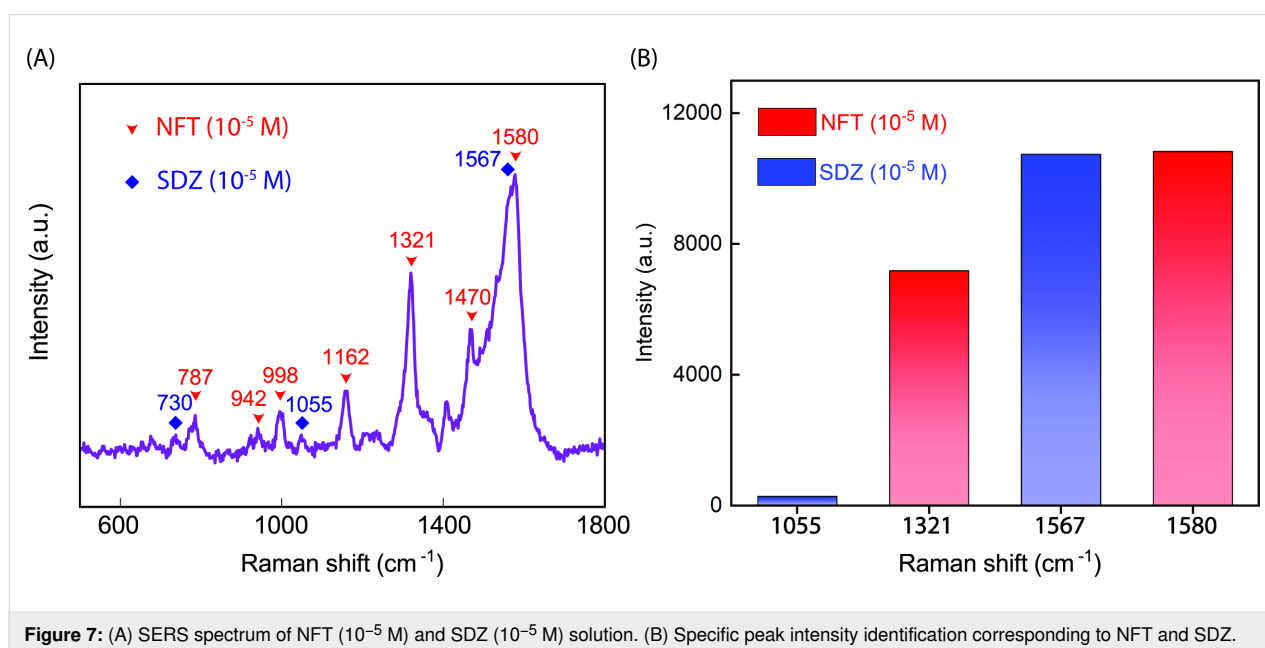 (A)
NFT (10⁻⁵ M)
SDZ (10⁻⁵ M)
1580
1567
1321
1470
1162
787
998
942
730
1055
Intensity (a.u.)
600 1000 1400 1800
Raman shift (cm⁻¹)
(B)
NFT (10⁻⁵ M)
SDZ (10⁻⁵ M)
12000
8000
4000
0
Intensity (a.u.)
1055 1321 1567 1580
Raman shift (cm⁻¹)
Figure 7: (A) SERS spectrum of NFT (10⁻⁵ M) and SDZ (10⁻⁵ M) solution. (B) Specific peak intensity identification corresponding to NFT and SDZ.